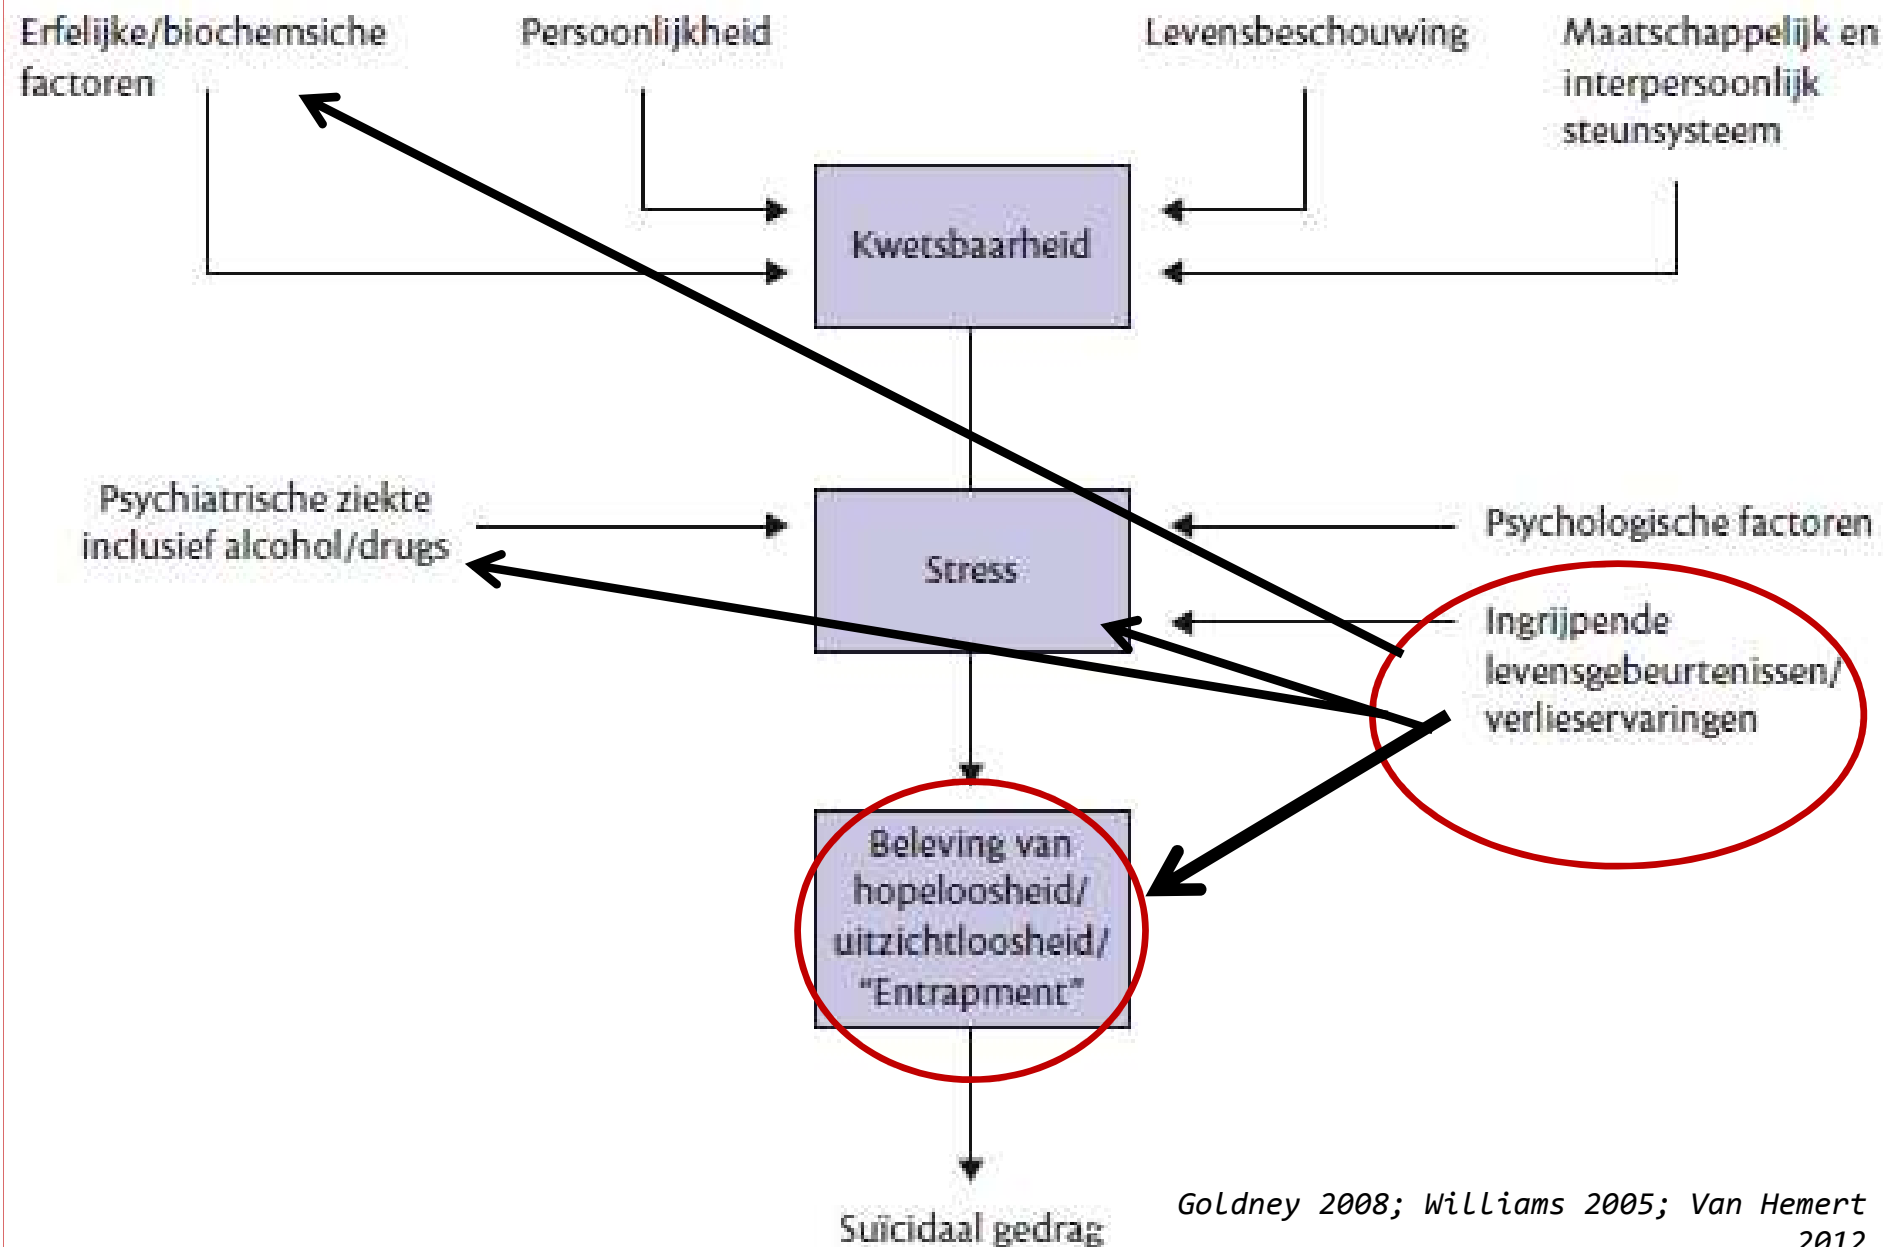 Erfelijke/biochemsiche
factoren
Persoonlijkheid
Levensbeschouwing
Maatschappelijk en
interpersoonlijk
steunsysteem
Kwetsbaarheid
Psychiatrische ziekte
inclusief alcohol/drugs
Stress
Psychologische factoren
Ingrijpende
levensgebeurtenissen/
verlieservaringen
Beleving van
hopeloosheid/
uitzichtloosheid/
"Entrapment"
Suïcidaal gedrag
Goldney 2008; Williams 2005; Van Hemert
2012